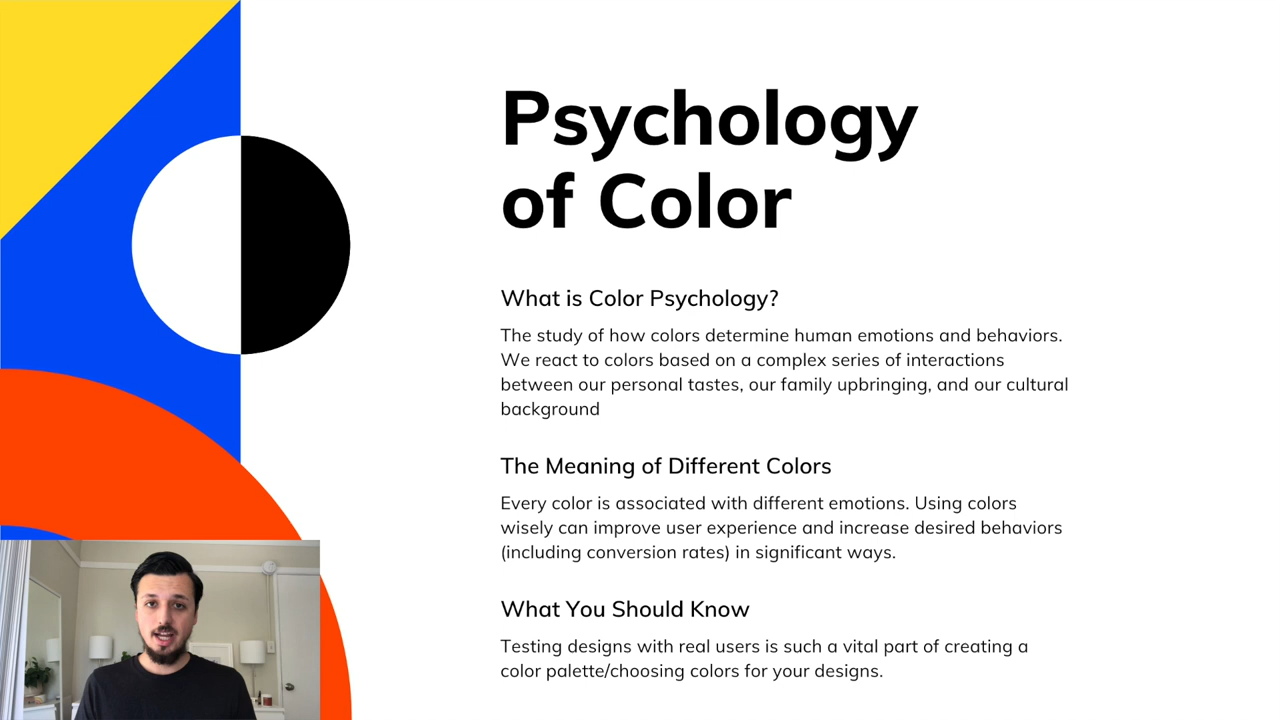 Psychology
of Color
What is Color Psychology?
The study of how colors determine human emotions and behaviors.
We react to colors based on a complex series of interactions
between our personal tastes, our family upbringing, and our cultural
background
The Meaning of Different Colors
Every color is associated with different emotions. Using colors
wisely can improve user experience and increase desired behaviors
(including conversion rates) in significant ways.
What You Should Know
Testing designs with real users is such a vital part of creating a
color palette/choosing colors for your designs.